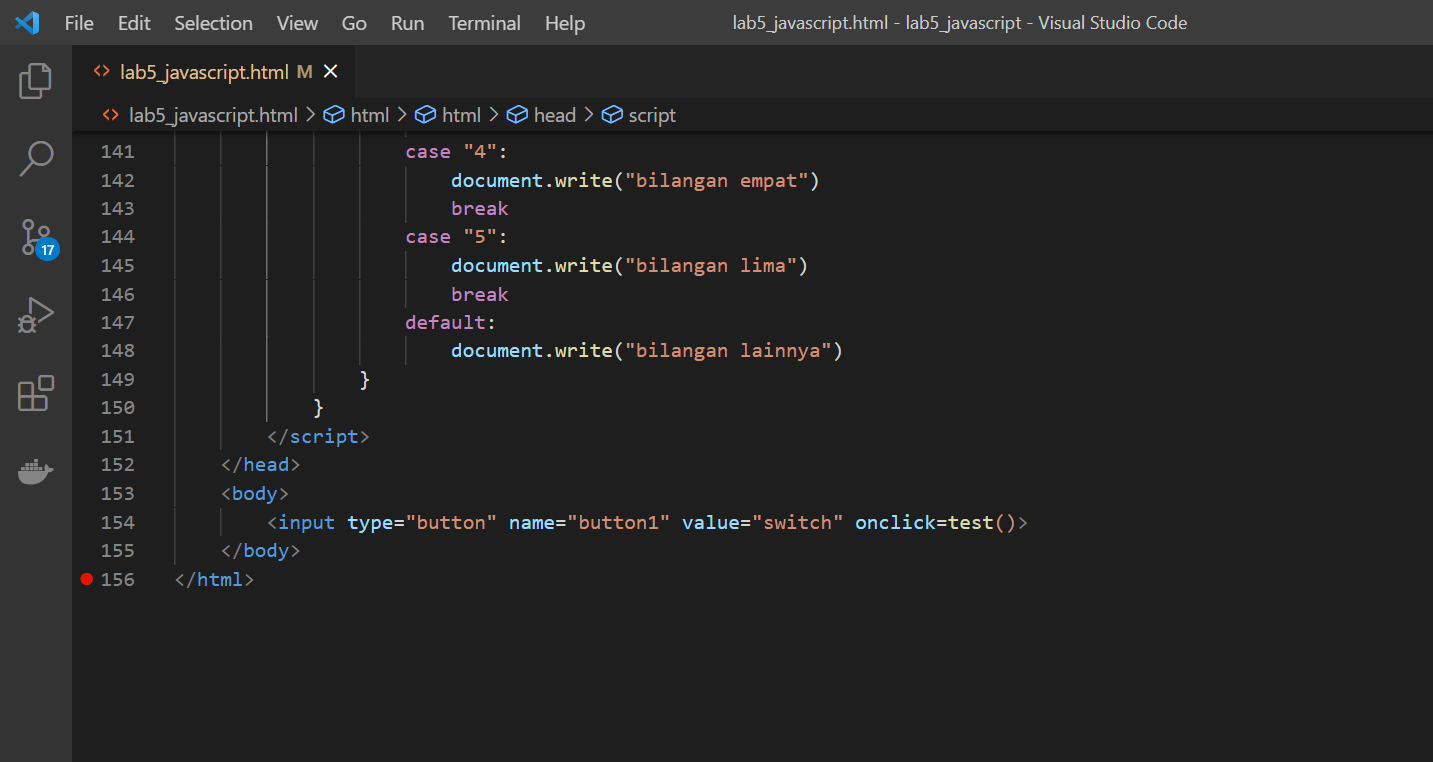 File Edit Selection View Go Run Terminal Help lab5_javascript.html - lab5_javascript - Visual Studio Code
lab5_javascript.html M
lab5_javascript.html > html > html > head > script
17
141 case "4":
142 document.write("bilangan empat")
143 break
144 case "5":
145 document.write("bilangan lima")
146 break
147 default:
148 document.write("bilangan lainnya")
149 }
150 }
151 </script>
152 </head>
153 <body>
154 <input type="button" name="button1" value="switch" onclick=test()>
155 </body>
156 </html>